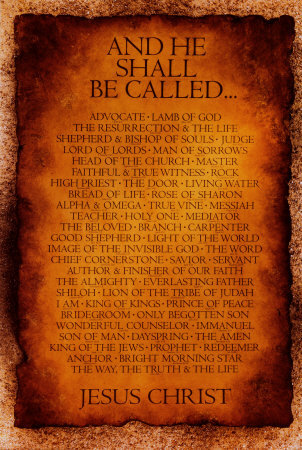 AND HE
SHALL
BE CALLED...
ADVOCATE · LAMB OF GOD
THE RESURRECTION & THE LIFE
SHEPHERD & BISHOP OF SOULS · JUDGE
LORD OF LORDS · MAN OF SORROWS
HEAD OF THE CHURCH · MASTER
FAITHFUL & TRUE WITNESS · ROCK
HIGH PRIEST · THE DOOR · LIVING WATER
BREAD OF LIFE · ROSE OF SHARON
ALPHA & OMEGA · TRUE VINE · MESSIAH
TEACHER · HOLY ONE · MEDIATOR
THE BELOVED · BRANCH · CARPENTER
GOOD SHEPHERD · LIGHT OF THE WORLD
IMAGE OF THE INVISIBLE GOD · THE WORD
CHIEF CORNERSTONE · SAVIOR · SERVANT
AUTHOR & FINISHER OF OUR FAITH
THE ALMIGHTY · EVERLASTING FATHER
SHILOH · LION OF THE TRIBE OF JUDAH
I AM · KING OF KINGS · PRINCE OF PEACE
BRIDEGROOM · ONLY BEGOTTEN SON
WONDERFUL COUNSELOR · IMMANUEL
SON OF MAN · DAYSPRING · THE AMEN
KING OF THE JEWS · PROPHET · REDEEMER
ANCHOR · BRIGHT MORNING STAR
THE WAY, THE TRUTH & THE LIFE
JESUS CHRIST